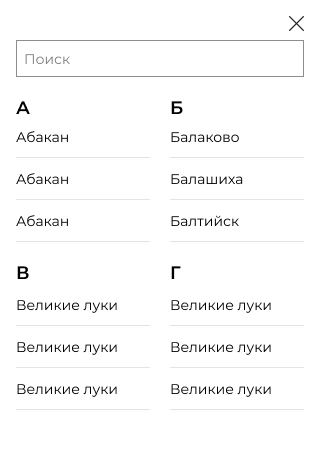 Поиск
А
Абакан
Абакан
Абакан
Б
Балаково
Балашиха
Балтийск
В
Великие луки
Великие луки
Великие луки
Г
Великие луки
Великие луки
Великие луки